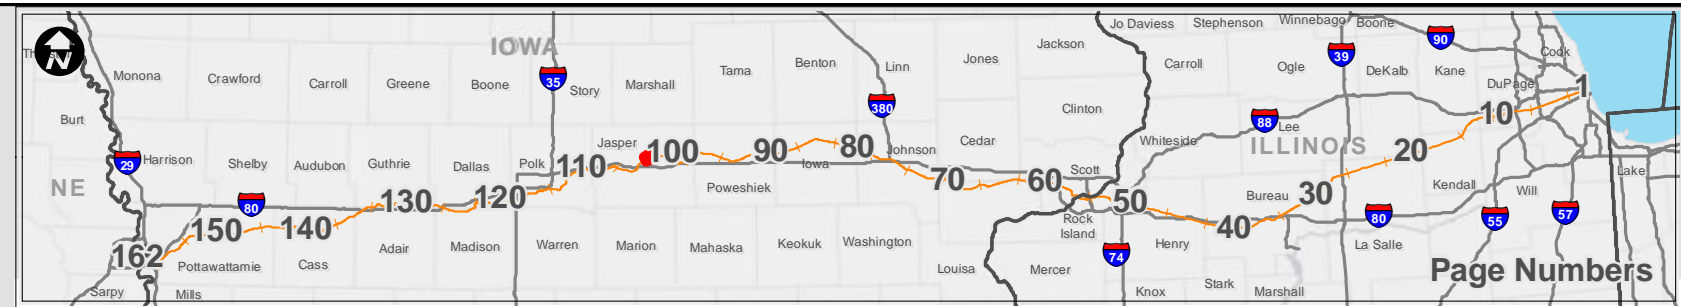 Jo Daviess Stephenson Winnebago Boone
IOWA Jackson 90
N Cook
Monona Crawford Carroll Greene Boone 35 Story Marshall Tama Benton Linn Jones Carroll Ogle 39 DeKalb Kane
DuPage 1
380 Clinton
Burt 88 Lee 10
Jasper Johnson Cedar Whiteside ILLINOIS
29 Harrison Shelby Audubon Guthrie Dallas Polk 110 100 90 Iowa 80 Scott 20 Lake
NE 80 130 120 Poweshiek 70 60 50 Bureau 30 Kendall Will
162 150 140 Rock
Island 40 80 55 57
Adair Madison Warren Marion Mahaska Keokuk Washington 74 Henry La Salle
Pottawattamie Cass Louisa Mercer Page Numbers
Sarpy Mills Knox Stark Marshall